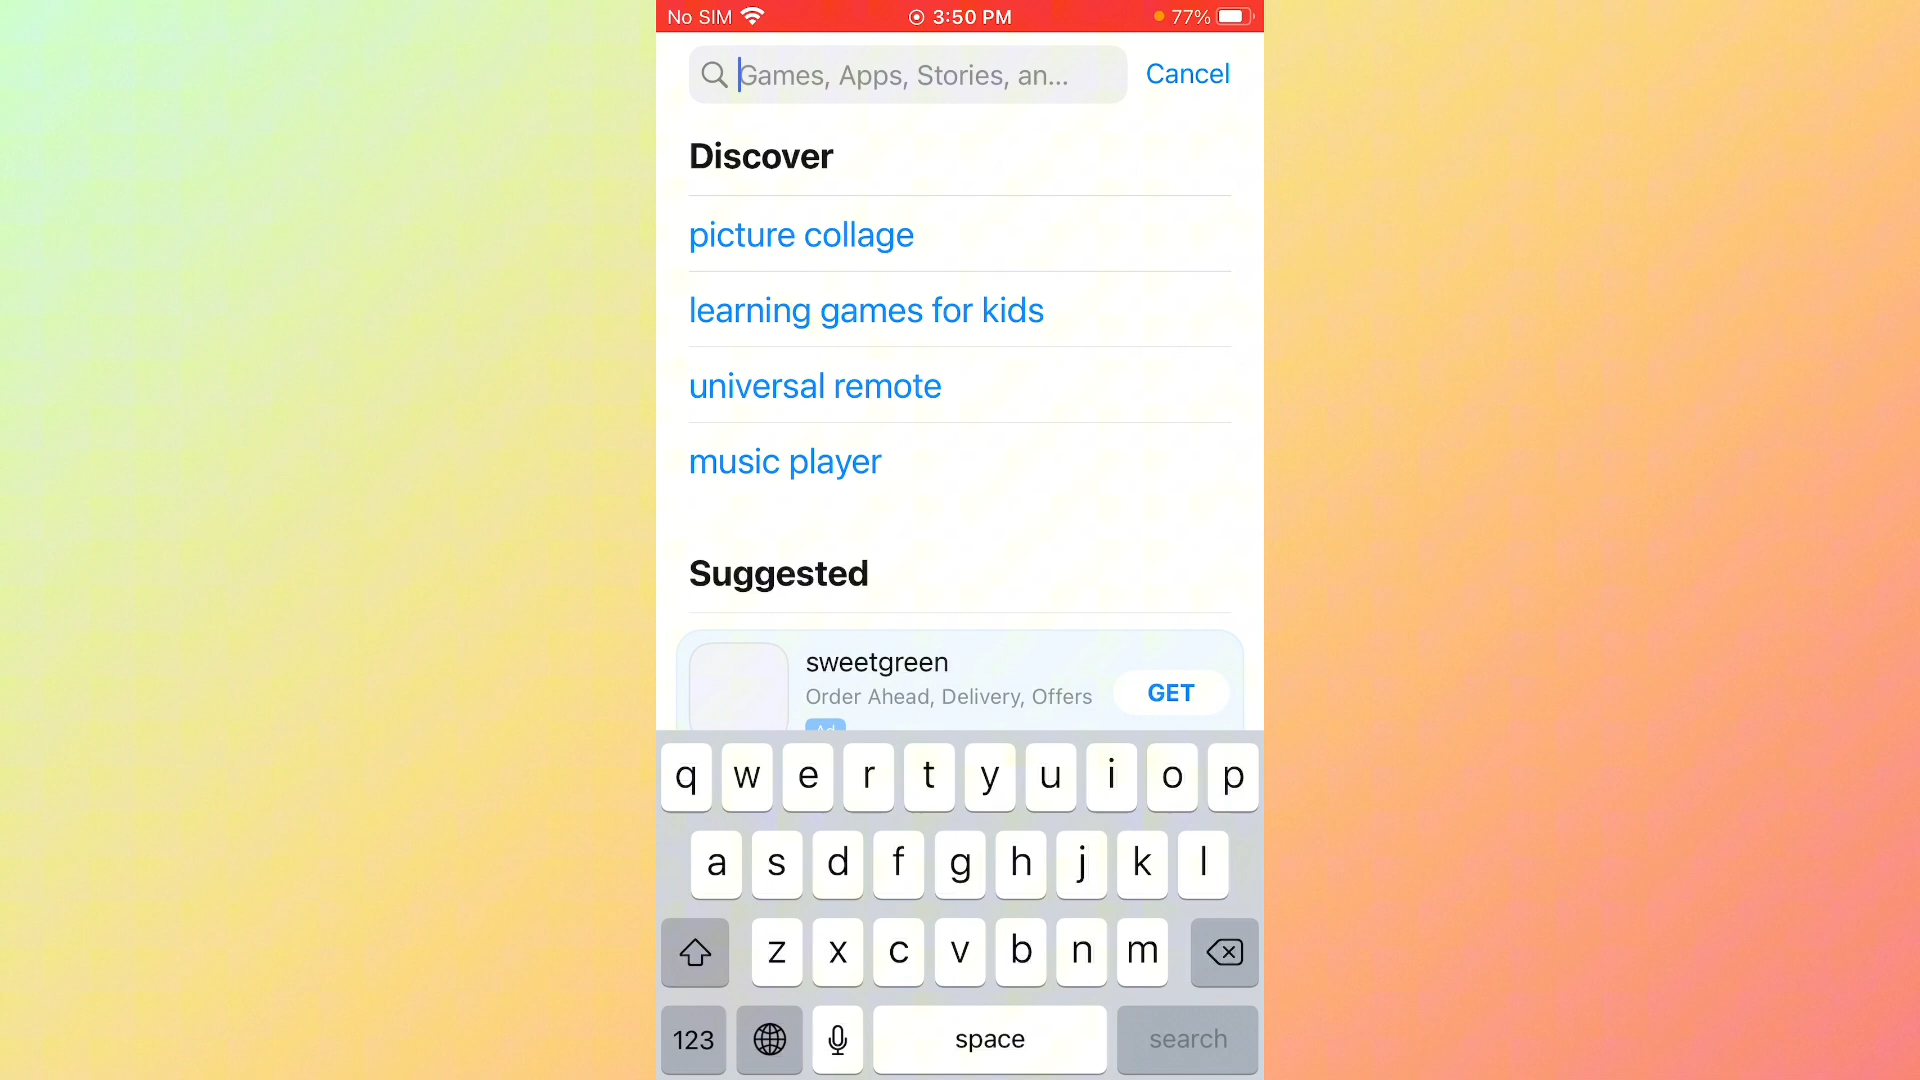 No SIM 3:50 PM 77%
Games, Apps, Stories, an... Cancel
Discover
picture collage
learning games for kids
universal remote
music player
Suggested
sweetgreen
Order Ahead, Delivery, Offers
GET
Ad
q w e r t y u i o p
a s d f g h j k l
z x c v b n m
123 space search